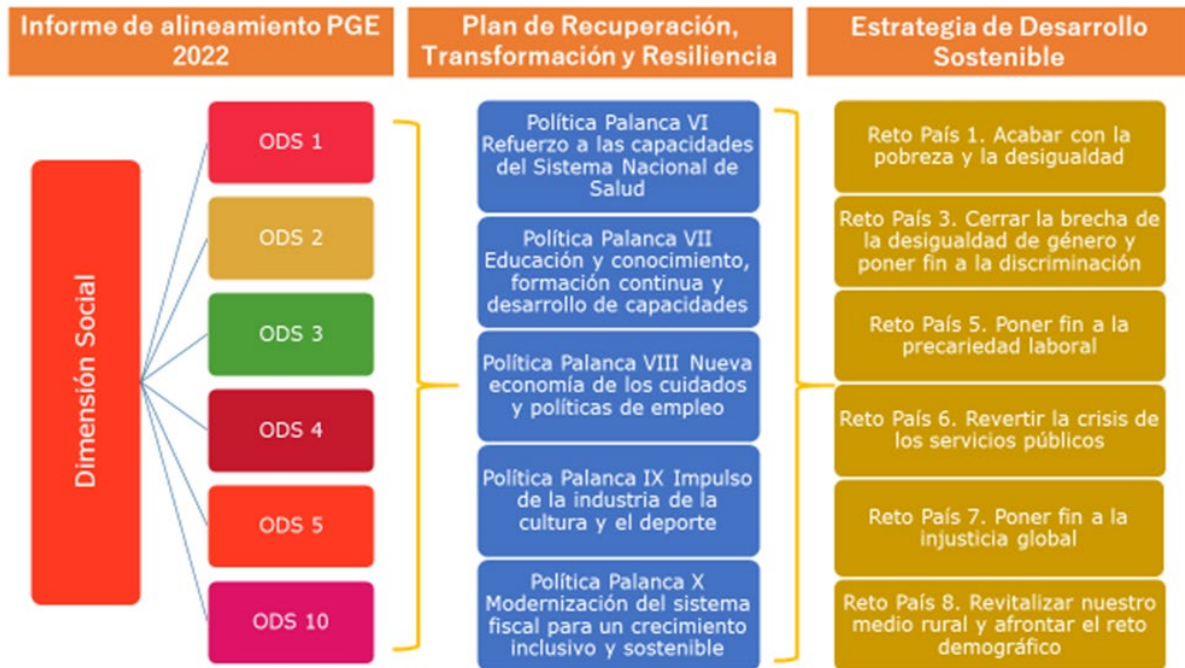 Informe de alineamiento PGE
2022
Plan de Recuperación,
Transformación y Resiliencia
Estrategia de Desarrollo
Sostenible
Dimensión Social
ODS 1
ODS 2
ODS 3
ODS 4
ODS 5
ODS 10
Política Palanca VI
Refuerzo a las capacidades
del Sistema Nacional de
Salud
Política Palanca VII
Educación y conocimiento,
formación continua y
desarrollo de capacidades
Política Palanca VIII Nueva
economía de los cuidados
y políticas de empleo
Política Palanca IX Impulso
de la industria de la
cultura y el deporte
Política Palanca X
Modernización del sistema
fiscal para un crecimiento
inclusivo y sostenible
Reto País 1. Acabar con la
pobreza y la desigualdad
Reto País 3. Cerrar la brecha de
la desigualdad de género y
poner fin a la discriminación
Reto País 5. Poner fin a la
precariedad laboral
Reto País 6. Revertir la crisis de
los servicios públicos
Reto País 7. Poner fin a la
injusticia global
Reto País 8. Revitalizar nuestro
medio rural y afrontar el reto
demográfico